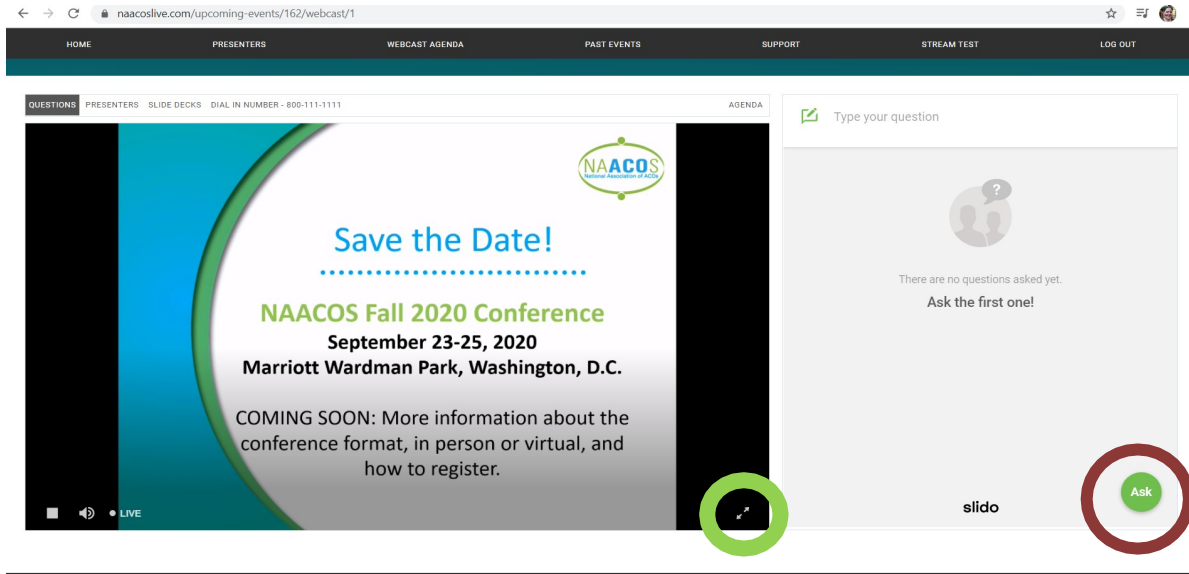 naacoslive.com/upcoming-events/162/webcast/1
HOME PRESENTERS WEBCAST AGENDA PAST EVENTS SUPPORT STREAM TEST LOG OUT
QUESTIONS PRESENTERS SLIDE DECKS DIAL IN NUMBER - 800-111-1111 AGENDA
Type your question
NAACOS
National Association of ACOs
Save the Date!
NAACOS Fall 2020 Conference
September 23-25, 2020
Marriott Wardman Park, Washington, D.C.
COMING SOON: More information about the
conference format, in person or virtual, and
how to register.
LIVE
?
There are no questions asked yet.
Ask the first one!
Ask
slido